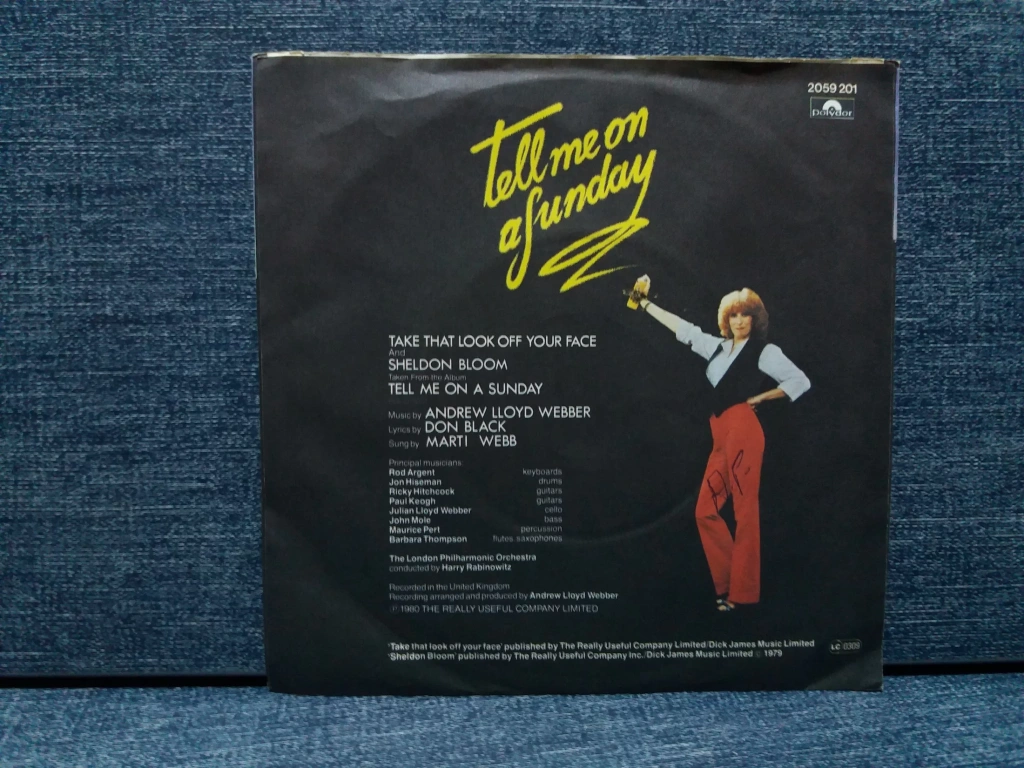 2059 201
polydor
Tell me on
a Sunday
TAKE THAT LOOK OFF YOUR FACE
And
SHELDON BLOOM
Taken From the Album
TELL ME ON A SUNDAY
Music by ANDREW LLOYD WEBBER
Lyrics by DON BLACK
Sung by MARTI WEBB
Principal musicians:
Rod Argent keyboards
Jon Hiseman drums
Ricky Hitchcock guitars
Paul Keogh guitars
Julian Lloyd Webber cello
John Mole bass
Maurice Pert percussion
Barbara Thompson flutes saxophones
The London Philharmonic Orchestra
conducted by Harry Rabinowitz
Recorded in the United Kingdom
Recording arranged and produced by Andrew Lloyd Webber
℗ 1980 THE REALLY USEFUL COMPANY LIMITED
'Take that look off your face' published by The Really Useful Company Limited/Dick James Music Limited
'Sheldon Bloom' published by The Really Useful Company Inc./Dick James Music Limited © 1979
LC 0309